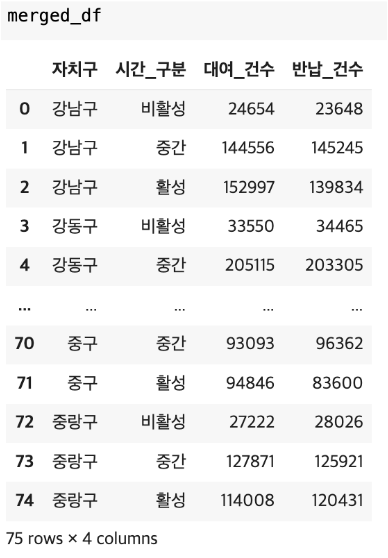 merged_df
자치구 시간_구분 대여_건수 반납_건수
0 강남구 비활성 24654 23648
1 강남구 중간 144556 145245
2 강남구 활성 152997 139834
3 강동구 비활성 33550 34465
4 강동구 중간 205115 203305
... ... ... ... ...
70 중구 중간 93093 96362
71 중구 활성 94846 83600
72 중랑구 비활성 27222 28026
73 중랑구 중간 127871 125921
74 중랑구 활성 114008 120431
75 rows × 4 columns